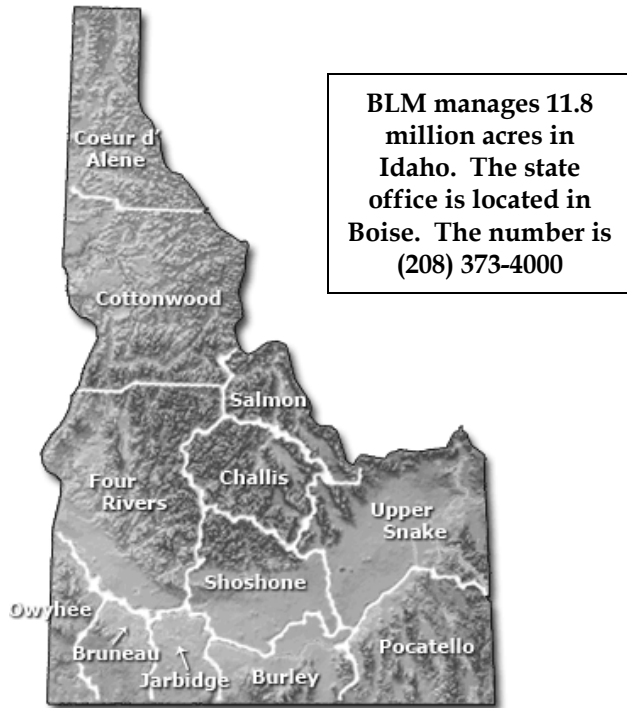 BLM manages 11.8
million acres in
Idaho.  The state
office is located in
Boise.  The number is
(208) 373-4000
Coeur d'
Alene
Cottonwood
Salmon
Challis
Four
Rivers
Upper
Snake
Shoshone
Owyhee
Bruneau
Jarbidge
Burley
Pocatello